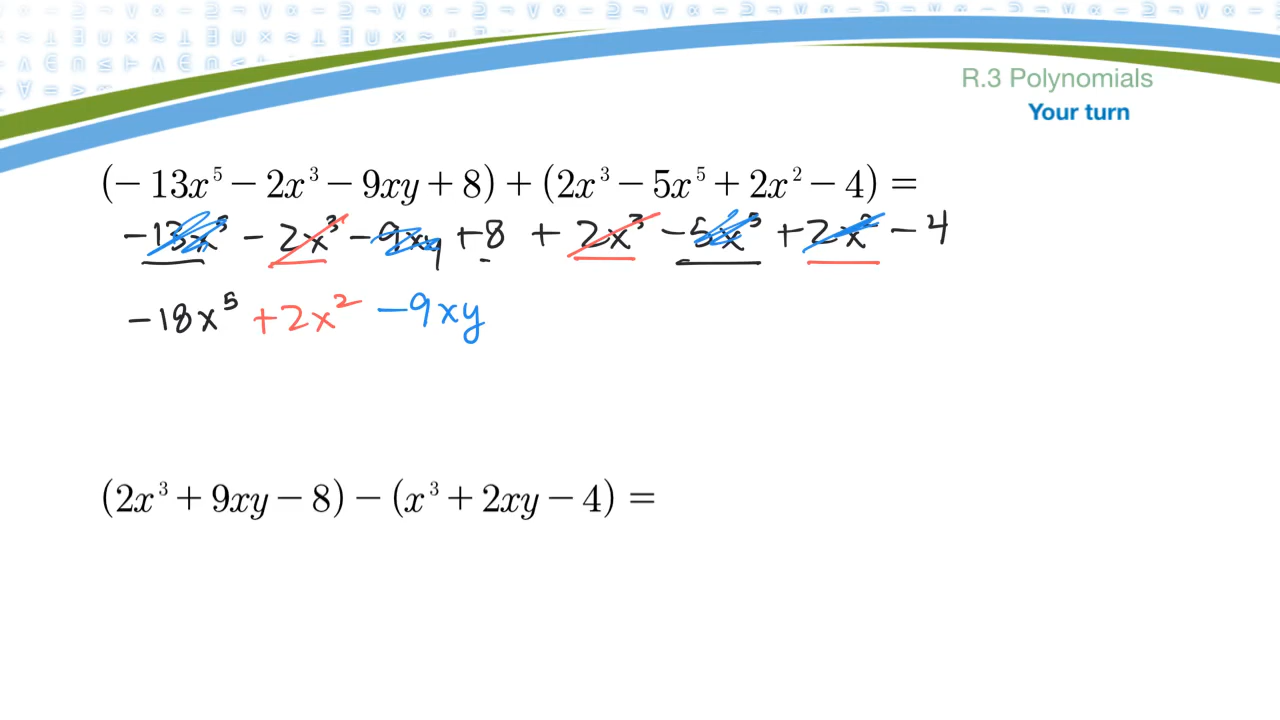 R.3 Polynomials
Your turn
(− 13x⁵ − 2x³ − 9xy + 8) + (2x³ − 5x⁵ + 2x² − 4) =
−13x⁵ − 2x³ − 9xy + 8 + 2x³ − 5x⁵ + 2x² − 4
−18x⁵ + 2x² − 9xy
(2x³ + 9xy − 8) − (x³ + 2xy − 4) =